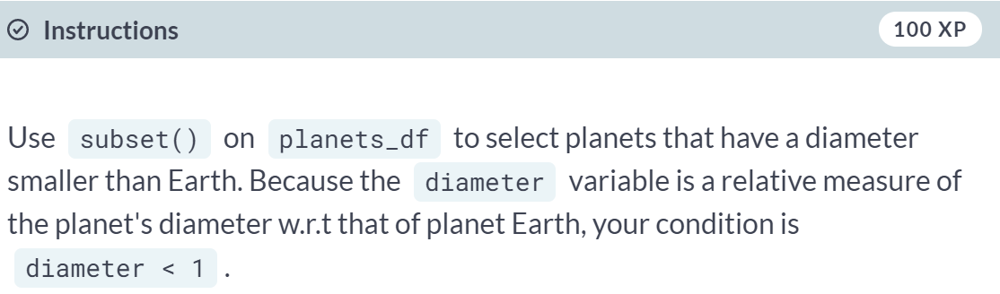 Instructions 100 XP
Use subset() on planets_df to select planets that have a diameter
smaller than Earth. Because the diameter variable is a relative measure of
the planet's diameter w.r.t that of planet Earth, your condition is
diameter < 1 .